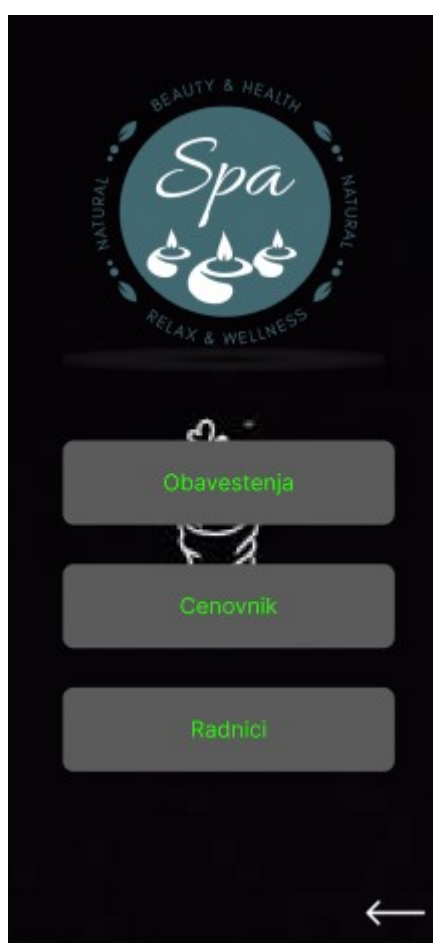 BEAUTY & HEALTH
NATURAL
Spa
NATURAL
RELAX & WELLNESS
Obavestenja
Cenovnik
Radnici